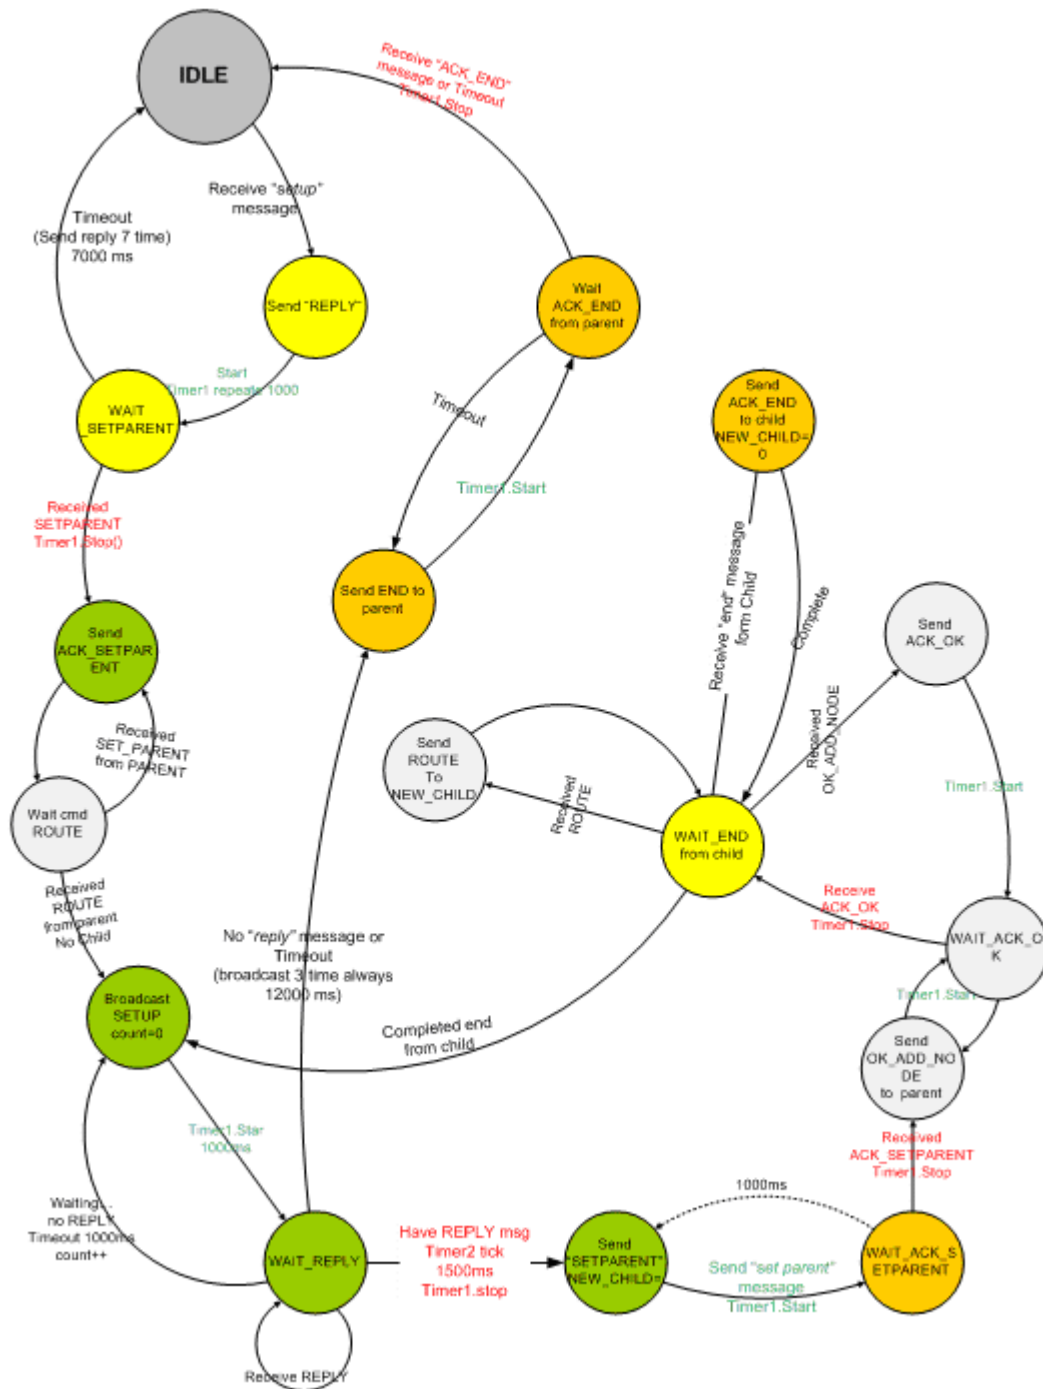 IDLE
Receive "ACK_END"
message or Timeout
Timer1.Stop
Receive "setup"
message
Timeout
(Send reply 7 time)
7000 ms
Send "REPLY"
Wait
ACK_END
from parent
Start
Timer1 repeate 1000
WAIT
_SETPARENT
Timeout
Send
ACK_END
to child
NEW_CHILD=
0
Timer1.Start
Received
SETPARENT
Timer1.Stop()
Send END to
parent
Receive "end" message
form Child
Complete
Send
ACK_OK
Send
ACK_SETPAR
ENT
Received
SET_PARENT
from PARENT
Received
OK_ADD_NODE
Send
ROUTE
To
NEW_CHILD
Received
ROUTE
Timer1.Start
Wait cmd
ROUTE
WAIT_END
from child
Received
ROUTE
from parent
No Child
Receive
ACK_OK
Timer1.Stop
WAIT_ACK_O
K
No "reply" message or
Timeout
(broadcast 3 time always
12000 ms)
Timer1.Start
Broadcast
SETUP
count=0
Completed end
from child
Send
OK_ADD_NO
DE
to parent
Timer1.Star
1000ms
Received
ACK_SETPARENT
Timer1.Stop
Waiting...
no REPLY
Timeout 1000ms
count++
1000ms
WAIT_REPLY
Have REPLY msg
Timer2 tick
1500ms
Timer1.stop
Send
"SETPARENT"
NEW_CHILD=
Send "set parent"
message
Timer1.Start
WAIT_ACK_S
ETPARENT
Receive REPLY